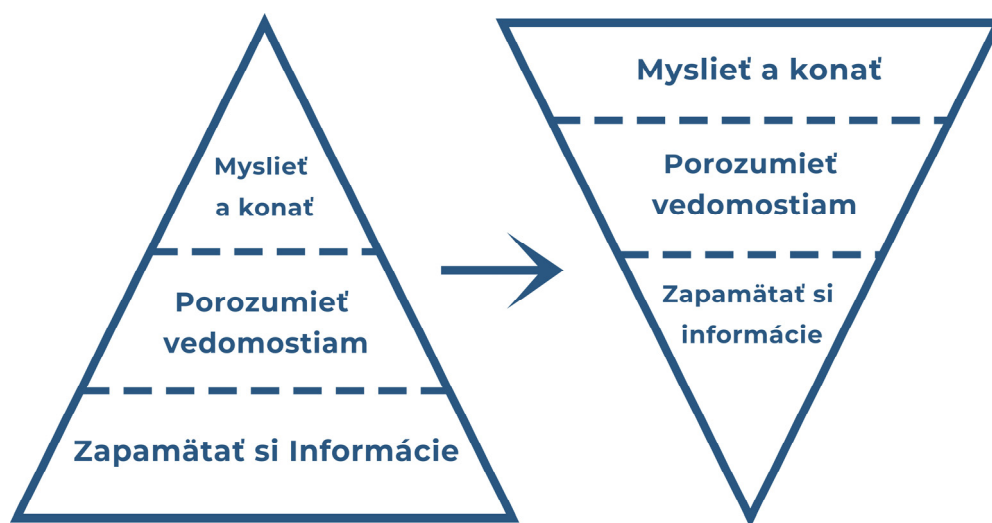 Myslieť
a konať
Porozumieť
vedomostiam
Zapamätať si Informácie
Myslieť a konať
Porozumieť
vedomostiam
Zapamätať si
informácie